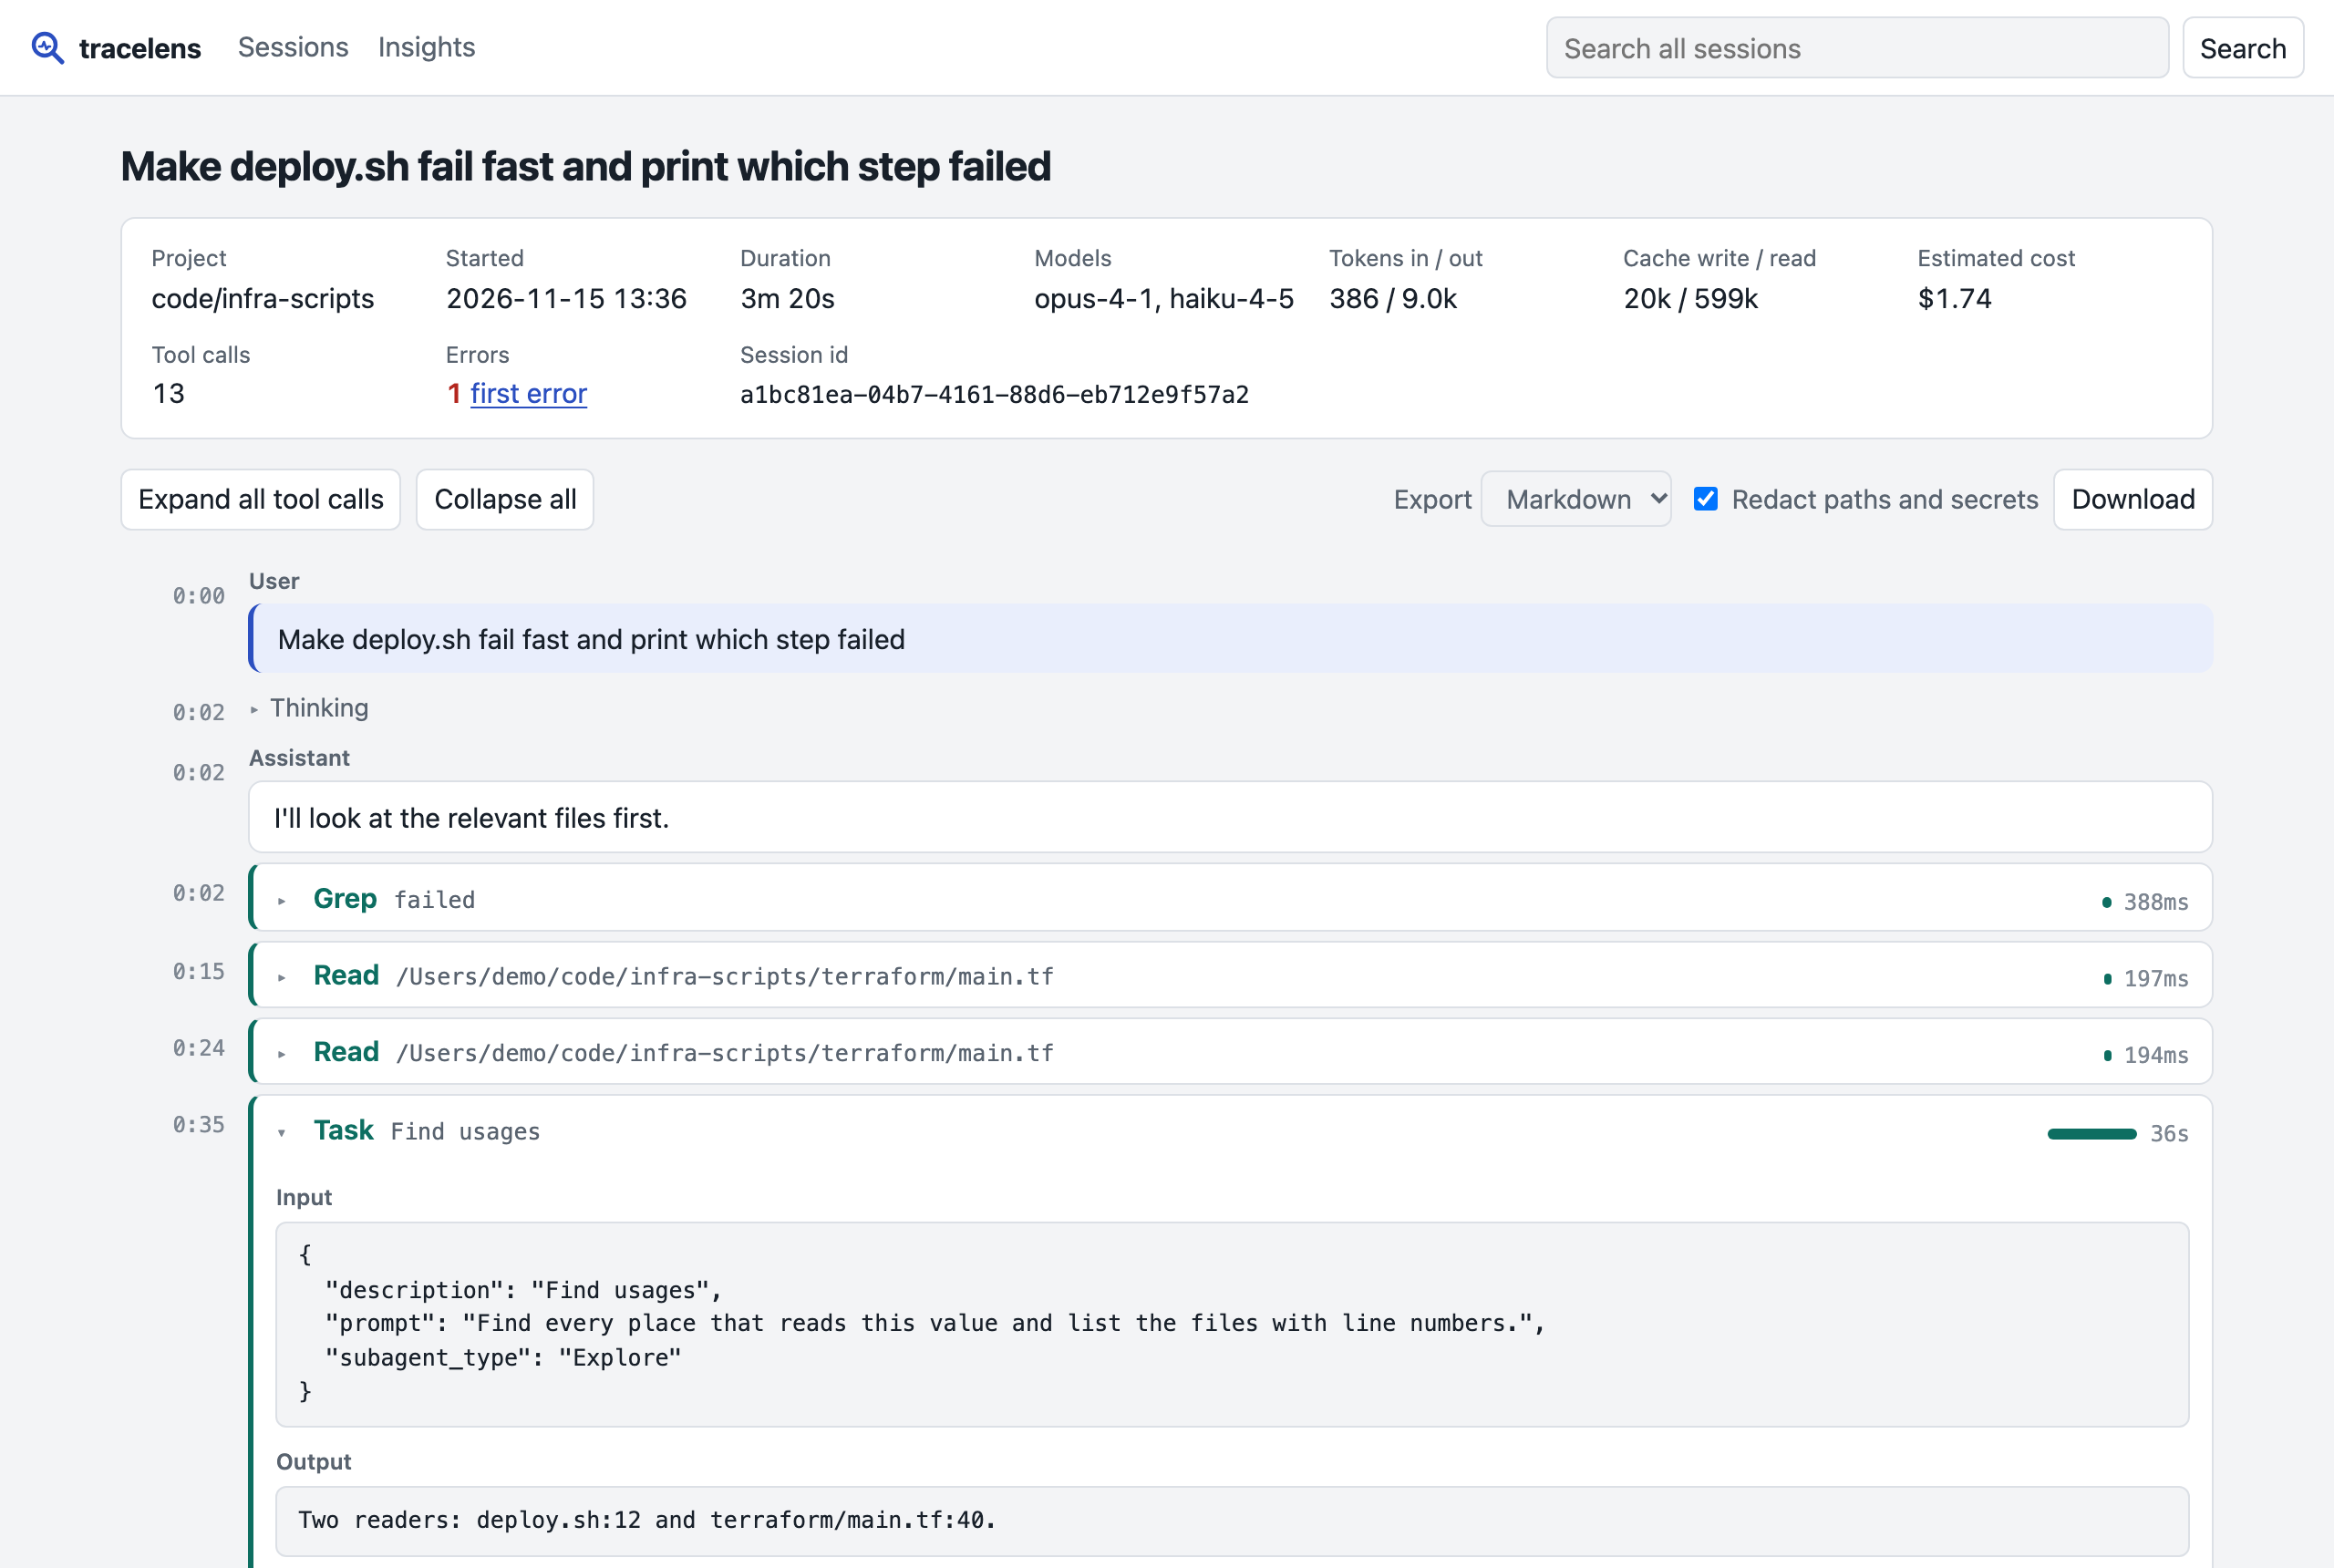 tracelens Sessions Insights Search all sessions Search
Make deploy.sh fail fast and print which step failed
Project Started Duration Models Tokens in / out Cache write / read Estimated cost
code/infra-scripts 2026-11-15 13:36 3m 20s opus-4-1, haiku-4-5 386 / 9.0k 20k / 599k $1.74
Tool calls Errors Session id
13 1 first error a1bc81ea-04b7-4161-88d6-eb712e9f57a2
Expand all tool calls Collapse all Export Markdown Redact paths and secrets Download
User
0:00
Make deploy.sh fail fast and print which step failed
0:02 Thinking
Assistant
0:02
I'll look at the relevant files first.
0:02 Grep failed 388ms
0:15 Read /Users/demo/code/infra-scripts/terraform/main.tf 197ms
0:24 Read /Users/demo/code/infra-scripts/terraform/main.tf 194ms
0:35 Task Find usages 36s
Input
{
"description": "Find usages",
"prompt": "Find every place that reads this value and list the files with line numbers.",
"subagent_type": "Explore"
}
Output
Two readers: deploy.sh:12 and terraform/main.tf:40.